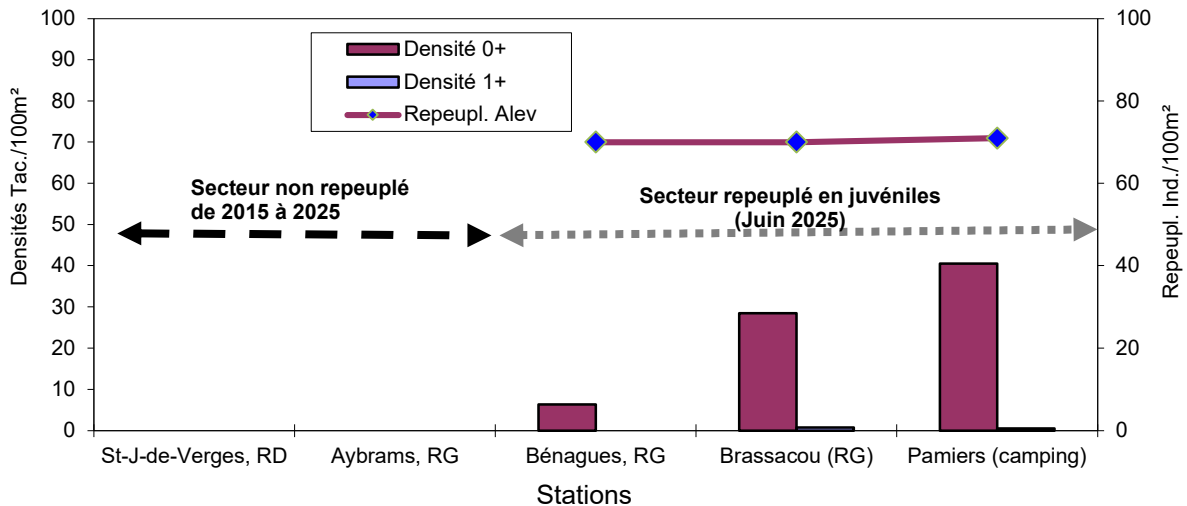 Densité 0+
Densité 1+
Repeupl. Alev
Secteur non repeuplé
de 2015 à 2025
Secteur repeuplé en juvéniles
(Juin 2025)
Densités Tac./100m²
100
90
80
70
60
50
40
30
20
10
0
Repeupl. Ind./100m²
100
80
60
40
20
0
St-J-de-Verges, RD
Aybrams, RG
Bénagues, RG
Brassacou (RG)
Pamiers (camping)
Stations